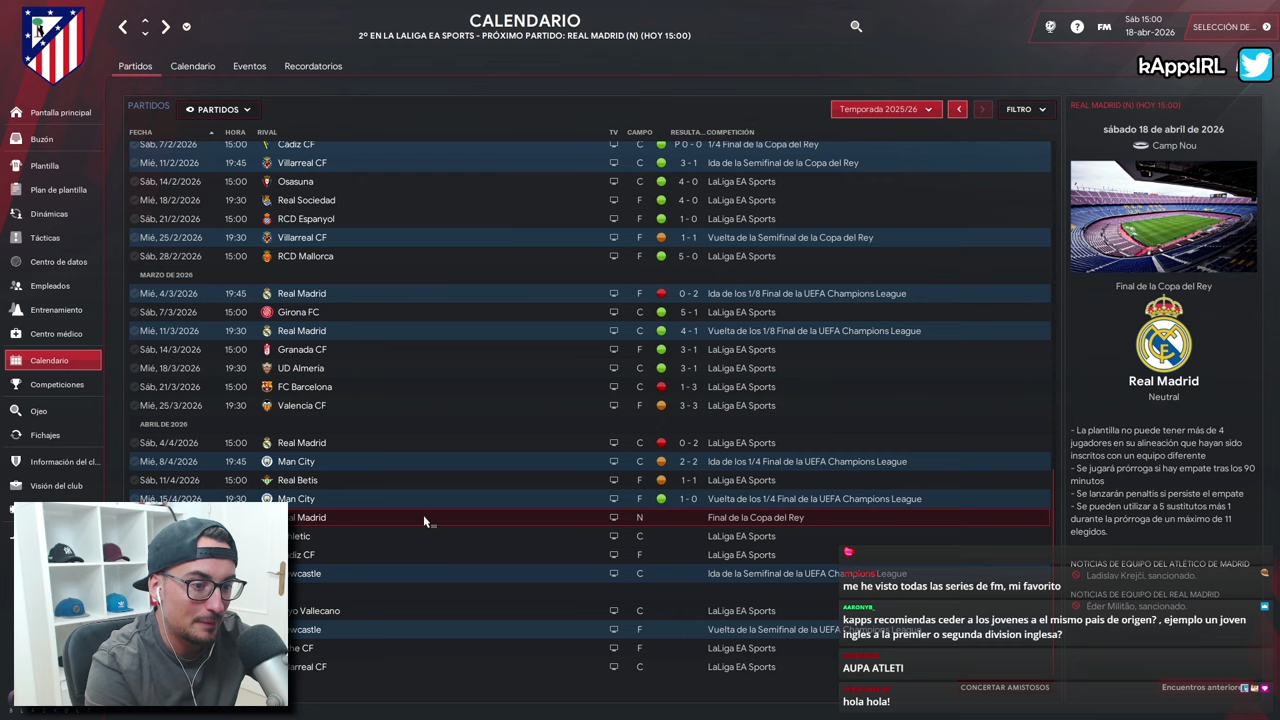 CALENDARIO
2º EN LA LALIGA EA SPORTS - PRÓXIMO PARTIDO: REAL MADRID (N) (HOY 15:00)
FM
Sáb 15:00
18-abr-2026
SELECCIÓN DE...
kAppsIRL
Partidos Calendario Eventos Recordatorios
Pantalla principal
Buzón
Plantilla
Plan de plantilla
Dinámicas
Tácticas
Centro de datos
Empleados
Entrenamiento
Centro médico
Calendario
Competiciones
Ojeo
Fichajes
Información del cl...
Visión del club
PARTIDOS PARTIDOS Temporada 2025/26 FILTRO
FECHA HORA RIVAL TV CAMPO RESULTA... COMPETICIÓN
Sáb, 7/2/2026 15:00 Cádiz CF C P 0 - 0 1/4 Final de la Copa del Rey
Mié, 11/2/2026 19:45 Villarreal CF C 3 - 1 Ida de la Semifinal de la Copa del Rey
Sáb, 14/2/2026 15:00 Osasuna C 4 - 0 LaLiga EA Sports
Mié, 18/2/2026 19:30 Real Sociedad F 4 - 0 LaLiga EA Sports
Sáb, 21/2/2026 15:00 RCD Espanyol F 1 - 0 LaLiga EA Sports
Mié, 25/2/2026 19:30 Villarreal CF F 1 - 1 Vuelta de la Semifinal de la Copa del Rey
Sáb, 28/2/2026 15:00 RCD Mallorca F 5 - 0 LaLiga EA Sports
MARZO DE 2026
Mié, 4/3/2026 19:45 Real Madrid F 0 - 2 Ida de los 1/8 Final de la UEFA Champions League
Sáb, 7/3/2026 15:00 Girona FC C 5 - 1 LaLiga EA Sports
Mié, 11/3/2026 19:30 Real Madrid C 4 - 1 Vuelta de los 1/8 Final de la UEFA Champions League
Sáb, 14/3/2026 15:00 Granada CF F 3 - 1 LaLiga EA Sports
Mié, 18/3/2026 19:30 UD Almería C 3 - 1 LaLiga EA Sports
Sáb, 21/3/2026 15:00 FC Barcelona C 1 - 3 LaLiga EA Sports
Mié, 25/3/2026 19:30 Valencia CF F 3 - 3 LaLiga EA Sports
ABRIL DE 2026
Sáb, 4/4/2026 15:00 Real Madrid C 0 - 2 LaLiga EA Sports
Mié, 8/4/2026 19:45 Man City C 2 - 2 Ida de los 1/4 Final de la UEFA Champions League
Sáb, 11/4/2026 15:00 Real Betis F 1 - 1 LaLiga EA Sports
Mié, 15/4/2026 19:30 Man City F 1 - 0 Vuelta de los 1/4 Final de la UEFA Champions League
al Madrid N Final de la Copa del Rey
hletic C LaLiga EA Sports
diz CF F LaLiga EA Sports
wcastle C Ida de la Semifinal de la UEFA Champions League
yo Vallecano C LaLiga EA Sports
wcastle F Vuelta de la Semifinal de la UEFA
he CF F LaLiga EA Sports
arreal CF C LaLiga EA Sports
CONCERTAR AMISTOSOS
Encuentros anterior
REAL MADRID (N) (HOY 15:00)
sábado 18 de abril de 2026
Camp Nou
Final de la Copa del Rey
Real Madrid
Neutral
- La plantilla no puede tener más de 4
jugadores en su alineación que hayan sido
inscritos con un equipo diferente
- Se jugará prórroga si hay empate tras los 90
minutos
- Se lanzarán penaltis si persiste el empate
- Se pueden utilizar a 5 sustitutos más 1
durante la prórroga de un máximo de 11
elegidos.
NOTICIAS DE EQUIPO DEL ATLÉTICO DE MADRID
Ladislav Krejčí, sancionado.
NOTICIAS DE EQUIPO DEL REAL MADRID
Éder Militão, sancionado.
me he visto todas las series de fm, mi favorito
AARONYB_
kapps recomiendas ceder a los jovenes a el mismo pais de origen? , ejemplo un joven
ingles a la premier o segunda division inglesa?
AUPA ATLETI
hola hola!